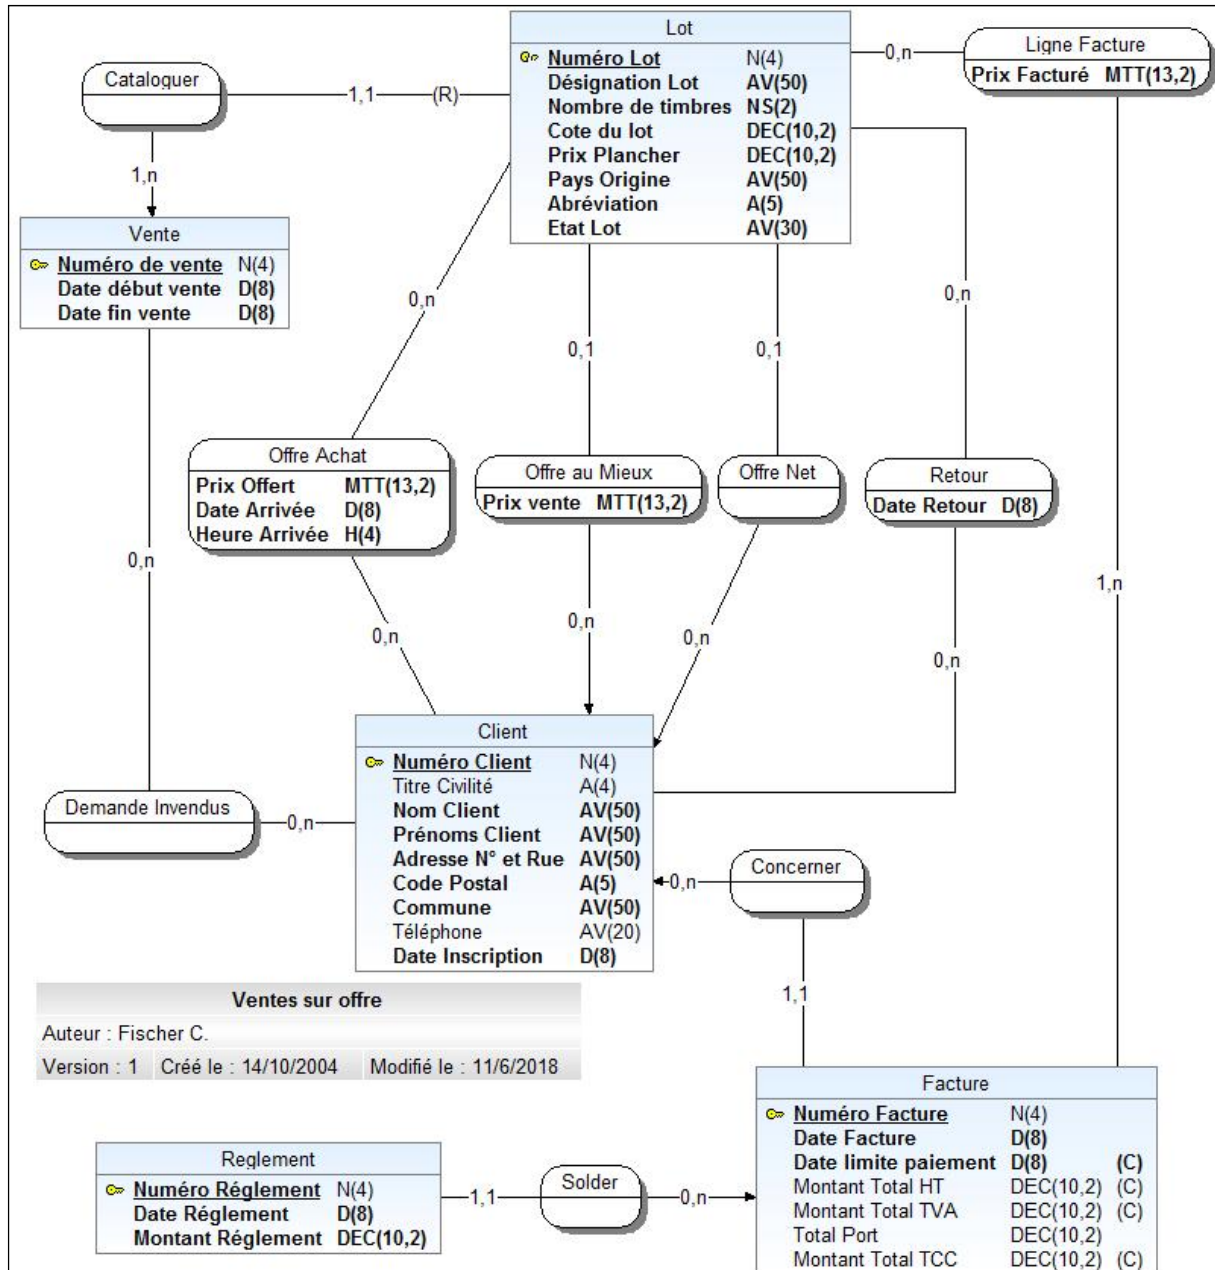 Lot
Numéro Lot N(4)
Désignation Lot AV(50)
Nombre de timbres NS(2)
Cote du lot DEC(10,2)
Prix Plancher DEC(10,2)
Pays Origine AV(50)
Abréviation A(5)
Etat Lot AV(30)
0,n
Ligne Facture
Prix Facturé MTT(13,2)
Cataloguer
1,1 (R)
1,n
Vente
Numéro de vente N(4)
Date début vente D(8)
Date fin vente D(8)
0,n
0,1
0,1
0,n
Offre Achat
Prix Offert MTT(13,2)
Date Arrivée D(8)
Heure Arrivée H(4)
Offre au Mieux
Prix vente MTT(13,2)
Offre Net
Retour
Date Retour D(8)
0,n
1,n
0,n
0,n
0,n
0,n
Client
Numéro Client N(4)
Titre Civilité A(4)
Nom Client AV(50)
Prénoms Client AV(50)
Adresse N° et Rue AV(50)
Code Postal A(5)
Commune AV(50)
Téléphone AV(20)
Date Inscription D(8)
Demande Invendus
0,n
Concerner
0,n
1,1
Ventes sur offre
Auteur : Fischer C.
Version : 1 Créé le : 14/10/2004 Modifié le : 11/6/2018
Facture
Numéro Facture N(4)
Date Facture D(8)
Date limite paiement D(8) (C)
Montant Total HT DEC(10,2) (C)
Montant Total TVA DEC(10,2) (C)
Total Port DEC(10,2)
Montant Total TCC DEC(10,2) (C)
Reglement
Numéro Réglement N(4)
Date Réglement D(8)
Montant Réglement DEC(10,2)
1,1
Solder
0,n